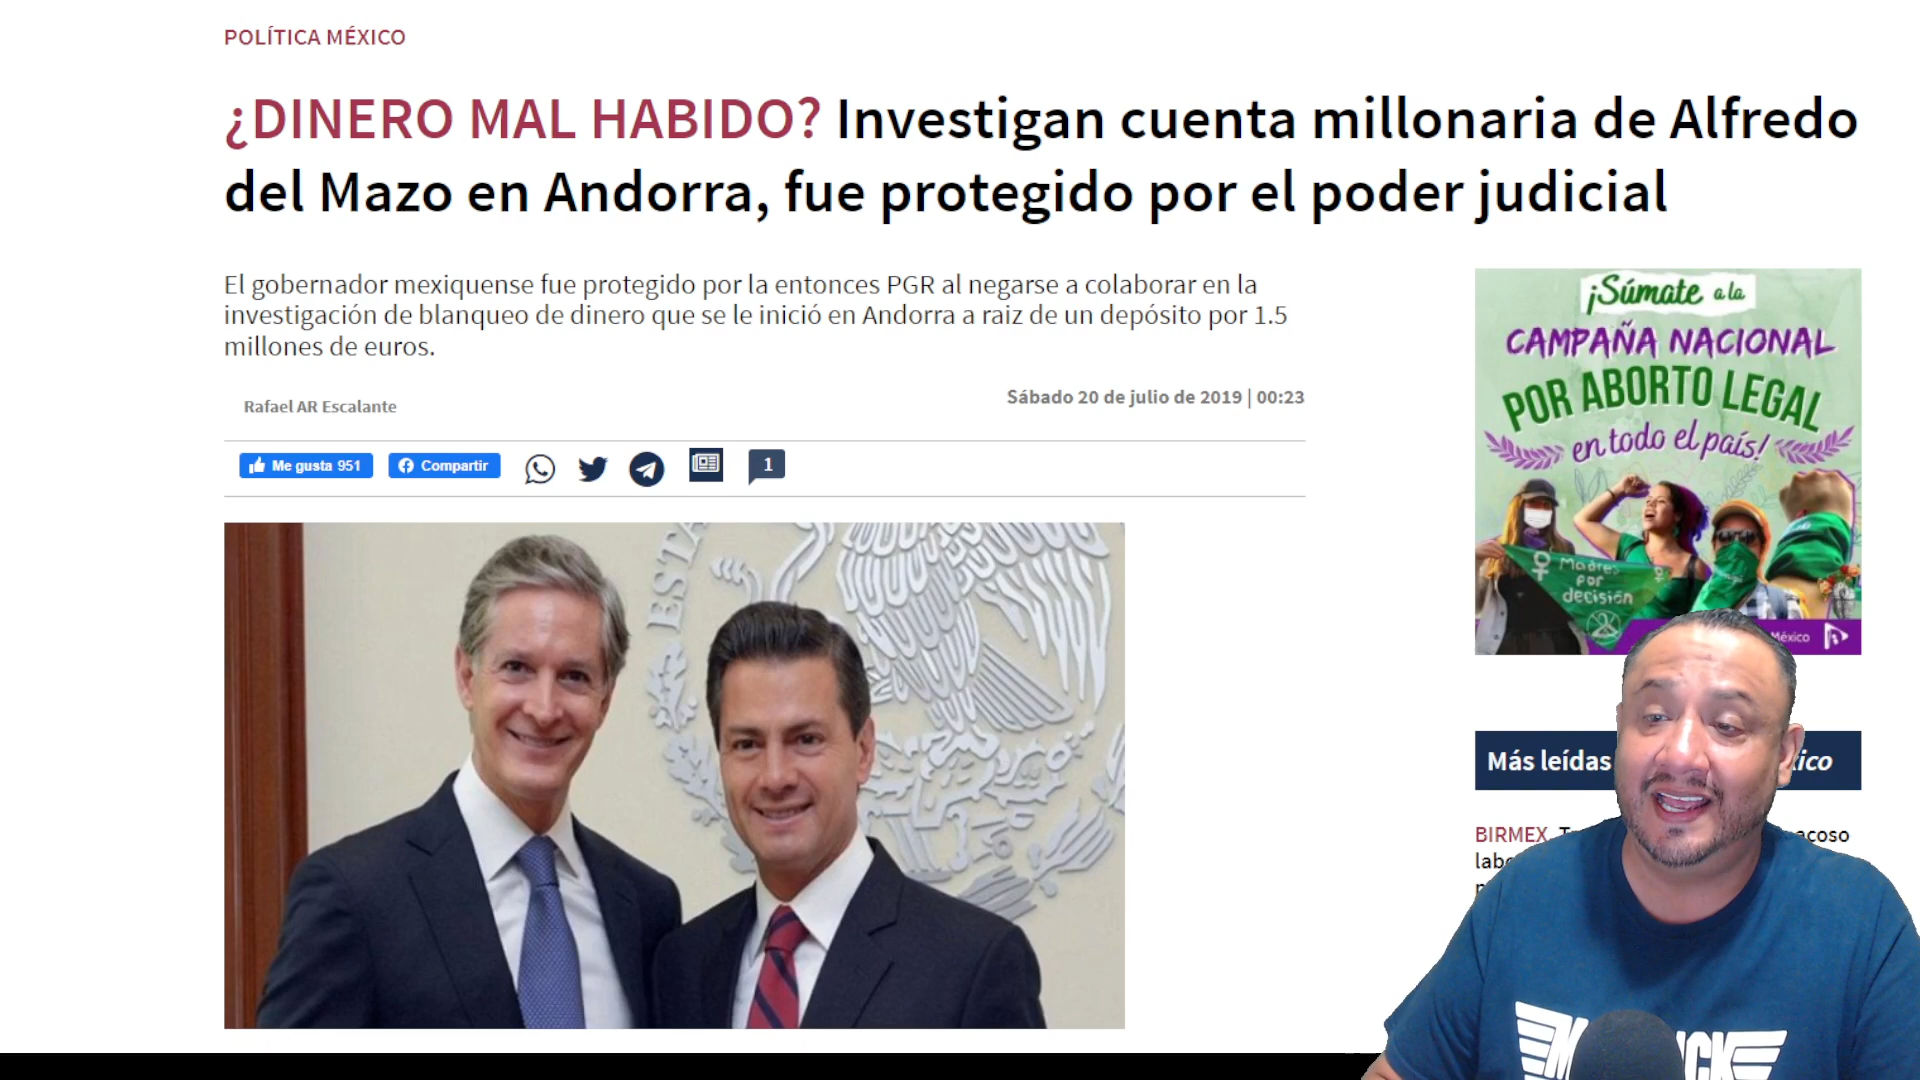 POLÍTICA MÉXICO
¿DINERO MAL HABIDO? Investigan cuenta millonaria de Alfredo
del Mazo en Andorra, fue protegido por el poder judicial
El gobernador mexiquense fue protegido por la entonces PGR al negarse a colaborar en la
investigación de blanqueo de dinero que se le inició en Andorra a raiz de un depósito por 1.5
millones de euros.
Rafael AR Escalante
Sábado 20 de julio de 2019 | 00:23
Me gusta 951
Compartir
1
ESTA
¡Súmate a la
CAMPAÑA NACIONAL
POR ABORTO LEGAL
en todo el país!
Madres
por
decisión
México
Más leídas
BIRMEX
acoso